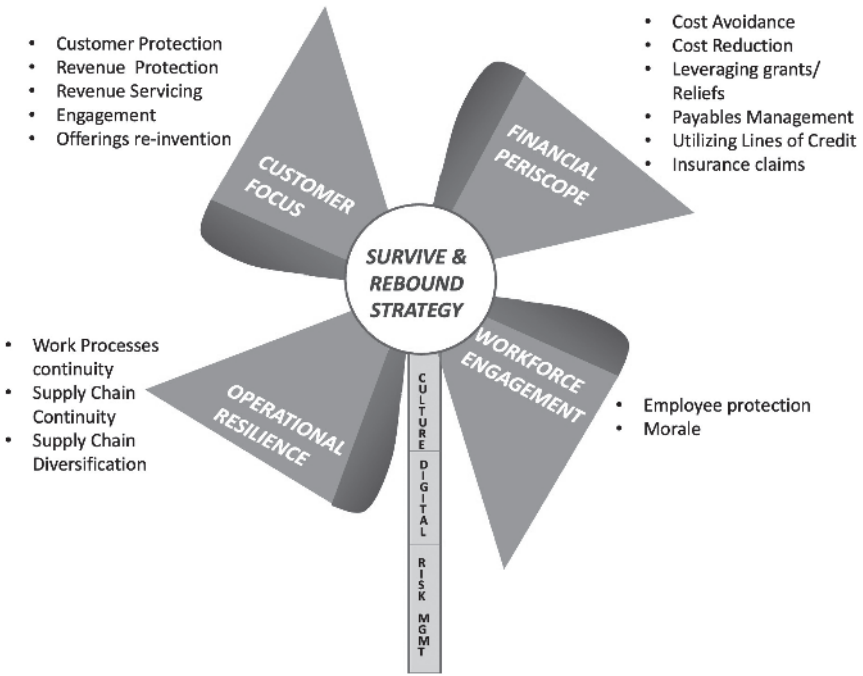 • Customer Protection
• Revenue Protection
• Revenue Servicing
• Engagement
• Offerings re-invention
• Cost Avoidance
• Cost Reduction
• Leveraging grants/
Reliefs
• Payables Management
• Utilizing Lines of Credit
• Insurance claims
CUSTOMER
FOCUS
FINANCIAL
PERISCOPE
SURVIVE &
REBOUND
STRATEGY
• Work Processes
continuity
• Supply Chain
Continuity
• Supply Chain
Diversification
OPERATIONAL
RESILIENCE
WORKFORCE
ENGAGEMENT
• Employee protection
• Morale
CULTURE
DIGITAL
RISK MGMT